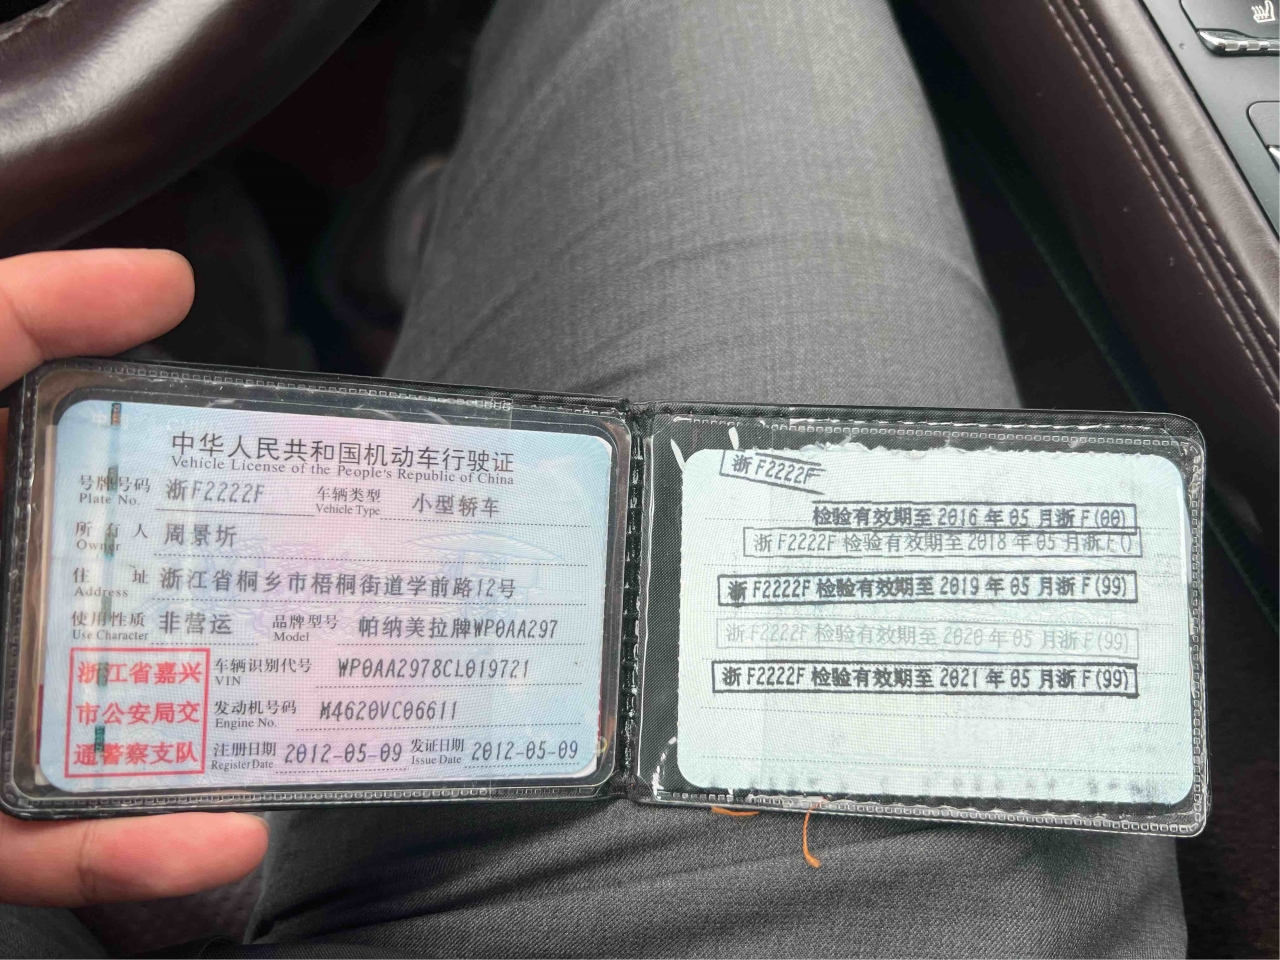 中华人民共和国机动车行驶证
Vehicle License of the People's Republic of China
号牌号码 浙F2222F 车辆类型 小型轿车
Plate No. Vehicle Type
所有人 周景圻
Owner
住址 浙江省桐乡市梧桐街道学前路12号
Address
使用性质 非营运 品牌型号 帕纳美拉牌WP0AA297
Use Character Model
浙江省嘉兴
市公安局交
通警察支队
车辆识别代号 WP0AA2978CL019721
VIN
发动机号码 M4620VC06611
Engine No.
注册日期 2012-05-09 发证日期 2012-05-09
Register Date Issue Date
浙F2222F
检验有效期至2016年05月浙F(00)
浙F2222F 检验有效期至2018年05月浙F()
浙F2222F 检验有效期至2019年05月浙F(99)
浙F2222F 检验有效期至2020年05月浙F(99)
浙F2222F 检验有效期至2021年05月浙F(99)